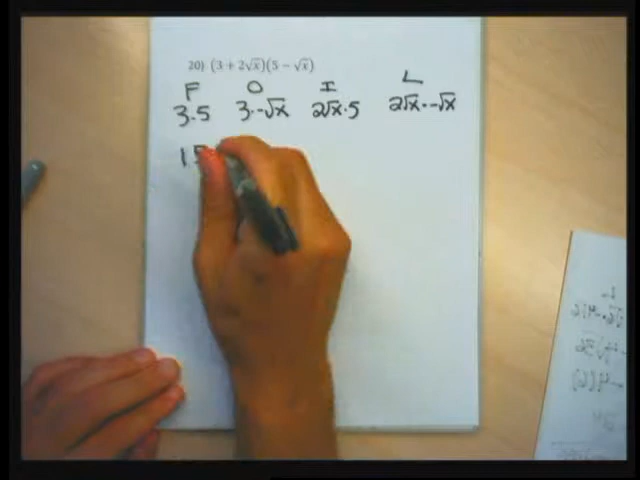 20) (3 + 2√x)(5 − √x)
F O I L
3·5 3·-√x 2√x·5 2√x·-√x
15